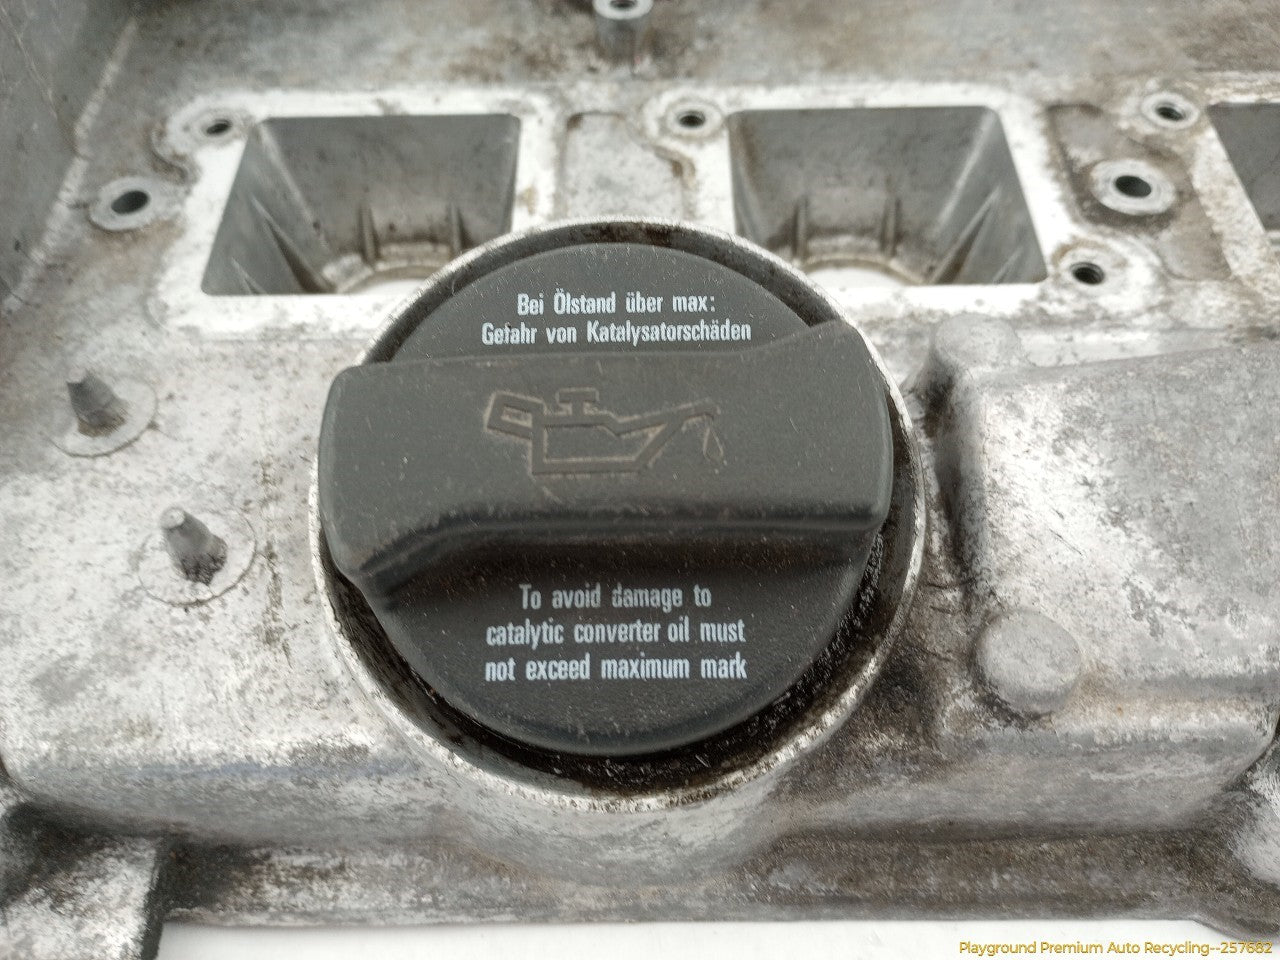 Bei Ölstand über max:
Gefahr von Katalysatorschäden
To avoid damage to
catalytic converter oil must
not exceed maximum mark
Playground Premium Auto Recycling--257682